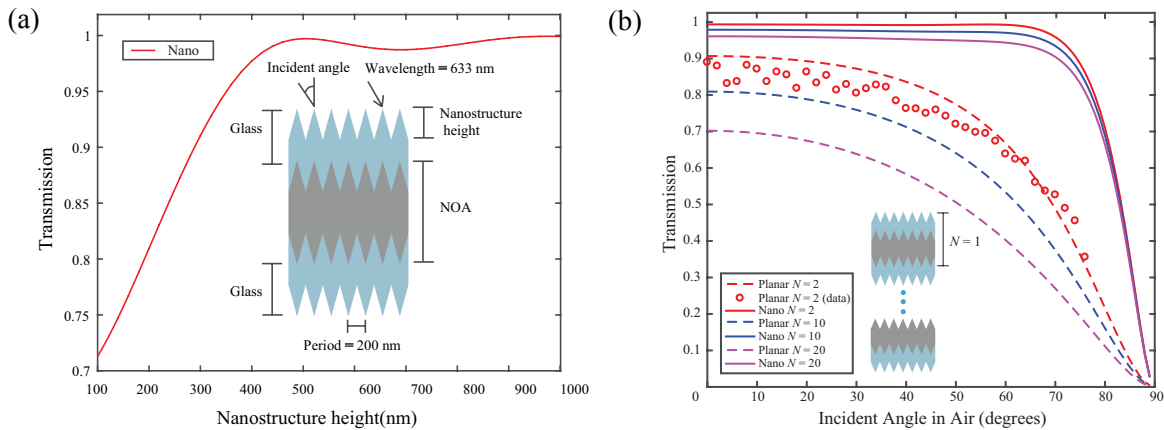 (a)
Transmission
1
0.95
0.9
0.85
0.8
0.75
0.7
100
200
300
400
500
600
700
800
900
1000
Nanostructure height(nm)
Nano
Incident angle
Wavelength = 633 nm
Glass
Nanostructure
height
NOA
Glass
Period = 200 nm
(b)
Transmission
1
0.9
0.8
0.7
0.6
0.5
0.4
0.3
0.2
0.1
0
10
20
30
40
50
60
70
80
90
Incident Angle in Air (degrees)
N = 1
Planar N = 2
Planar N = 2 (data)
Nano N = 2
Planar N = 10
Nano N = 10
Planar N = 20
Nano N = 20